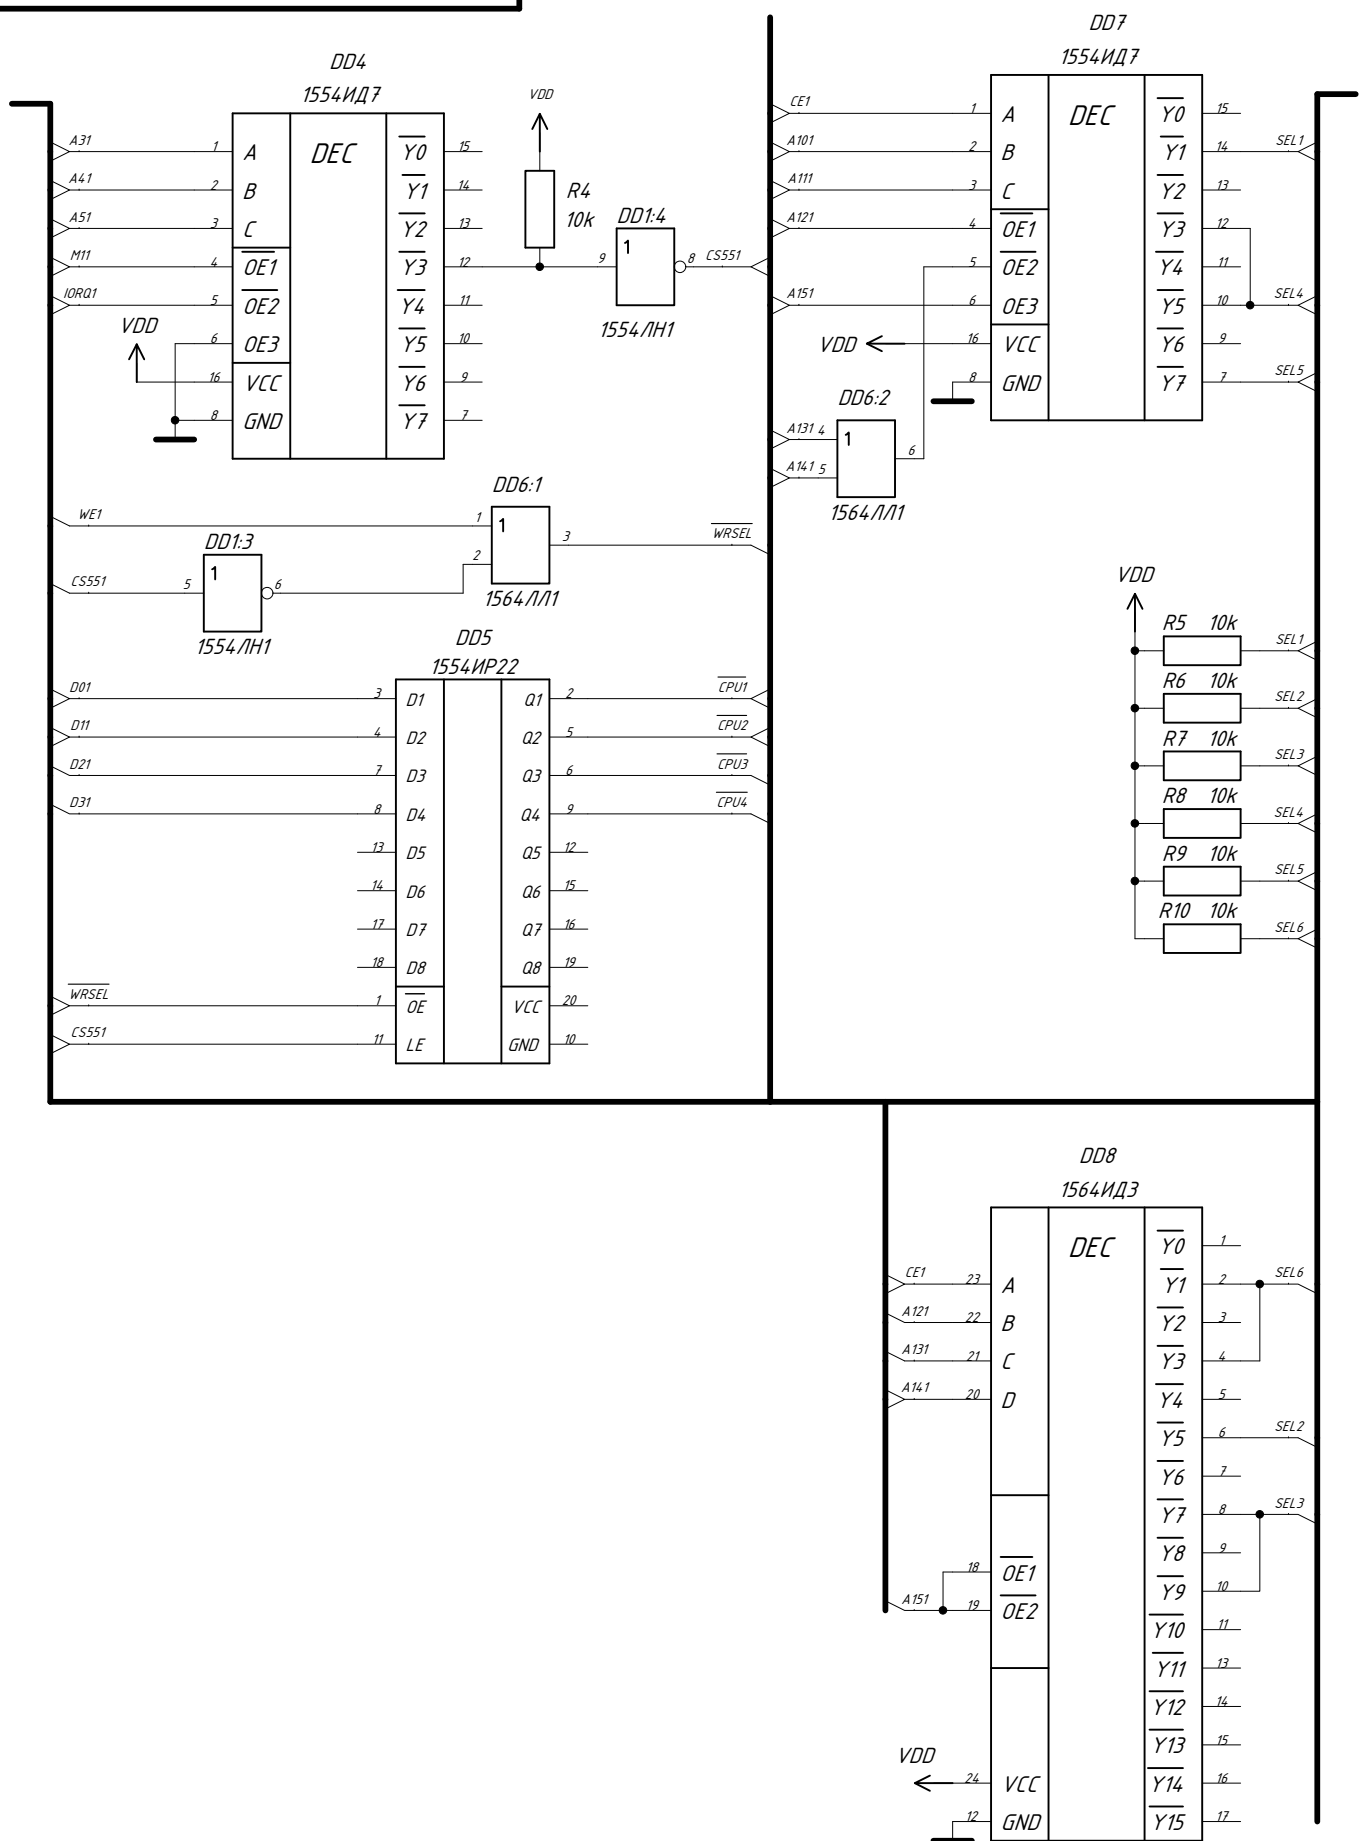 DD4
1554ИД7
A31 1 A DEC Y0 15
A41 2 B Y1 14
A51 3 C Y2 13
M11 4 OE1 Y3 12
IORQ1 5 OE2 Y4 11
VDD
6 OE3 Y5 10
16 VCC Y6 9
8 GND Y7 7
VDD
R4
10k
DD1:4
9 1 8 CS551
1554ЛН1
DD6:1
WE1 1 1 3 WRSEL
2
1564ЛЛ1
DD1:3
CS551 5 1 6
1554ЛН1
DD5
1554ИР22
D01 3 D1 Q1 2 CPU1
D11 4 D2 Q2 5 CPU2
D21 7 D3 Q3 6 CPU3
D31 8 D4 Q4 9 CPU4
13 D5 Q5 12
14 D6 Q6 15
17 D7 Q7 16
18 D8 Q8 19
WRSEL 1 OE VCC 20
CS551 11 LE GND 10
DD7
1554ИД7
CE1 1 A DEC Y0 15
A101 2 B Y1 14 SEL1
A111 3 C Y2 13
A121 4 OE1 Y3 12
5 OE2 Y4 11
A151 6 OE3 Y5 10 SEL4
VDD 16 VCC Y6 9
8 GND Y7 7 SEL5
DD6:2
A131 4 1 6
A141 5
1564ЛЛ1
VDD
R5 10k SEL1
R6 10k SEL2
R7 10k SEL3
R8 10k SEL4
R9 10k SEL5
R10 10k SEL6
DD8
1564ИД3
DEC Y0 1
CE1 23 A Y1 2 SEL6
A121 22 B Y2 3
A131 21 C Y3 4
A141 20 D Y4 5
Y5 6 SEL2
Y6 7
Y7 8 SEL3
Y8 9
18 OE1 Y9 10
A151 19 OE2
Y10 11
Y11 13
Y12 14
Y13 15
VDD
24 VCC Y14 16
12 GND Y15 17